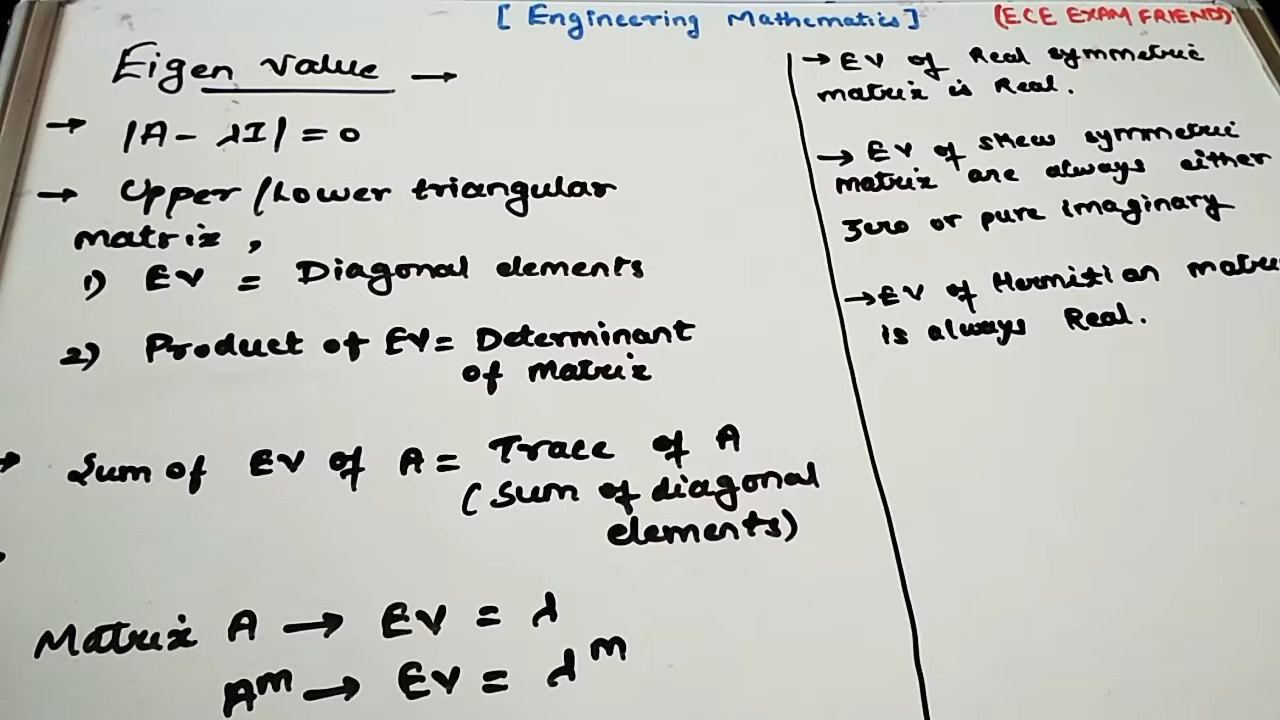 [ Engineering Mathematics] (ECE EXAM FRIEND)
Eigen value →
→ |A - λI| = 0
→ Upper /Lower triangular
matrix ,
1) EV = Diagonal elements
2) Product of EV = Determinant
of matrix
→ Sum of EV of A = Trace of A
(Sum of diagonal
elements)
Matrix A → EV = λ
A^m → EV = λ^m
→ EV of Real symmetric
matrix is Real.
→ EV of skew symmetric
matrix are always either
zero or pure imaginary
→ EV of Hermitian
is always Real.